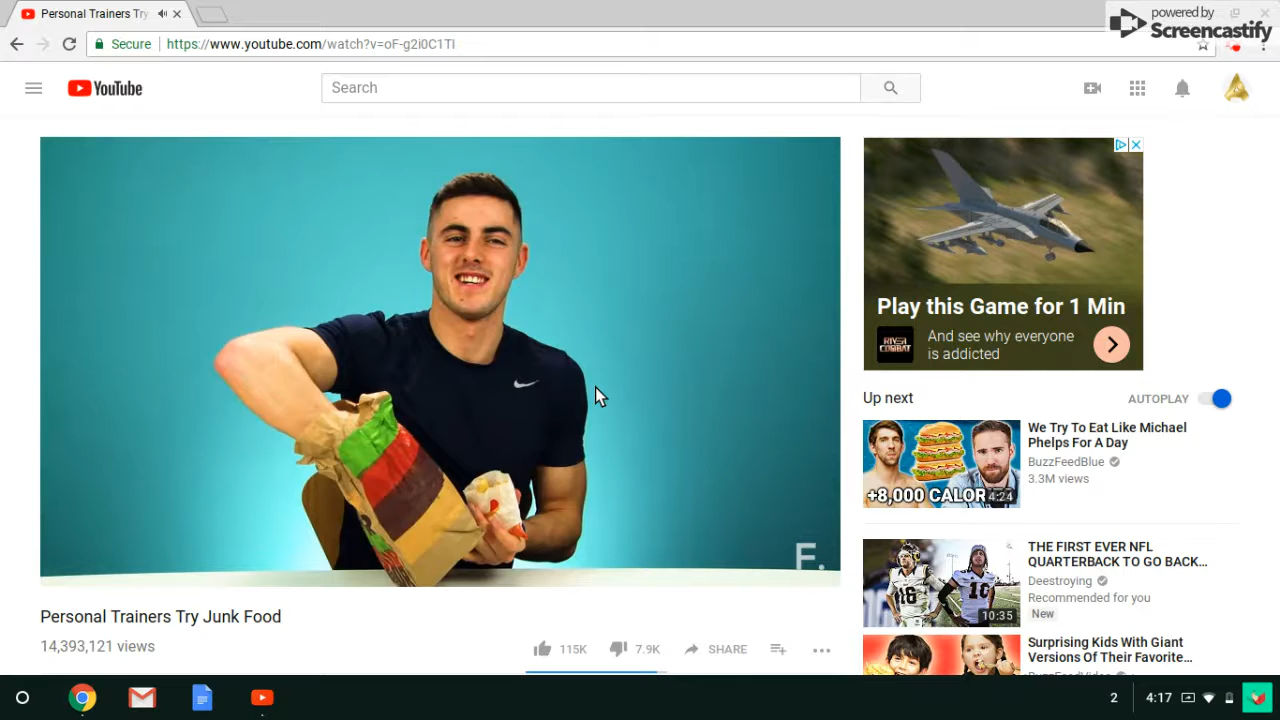 Personal Trainers Try
powered by
Screencastify
Secure
https://www.youtube.com/watch?v=oF-g2i0C1TI
YouTube
Search
F.
Play this Game for 1 Min
RIVER COMBAT
And see why everyone
is addicted
Up next
AUTOPLAY
+8,000 CALOR
4:24
We Try To Eat Like Michael
Phelps For A Day
BuzzFeedBlue
3.3M views
16
10
10:35
THE FIRST EVER NFL
QUARTERBACK TO GO BACK...
Deestroying
Recommended for you
New
Surprising Kids With Giant
Versions Of Their Favorite...
Personal Trainers Try Junk Food
14,393,121 views
115K
7.9K
SHARE
2
4:17